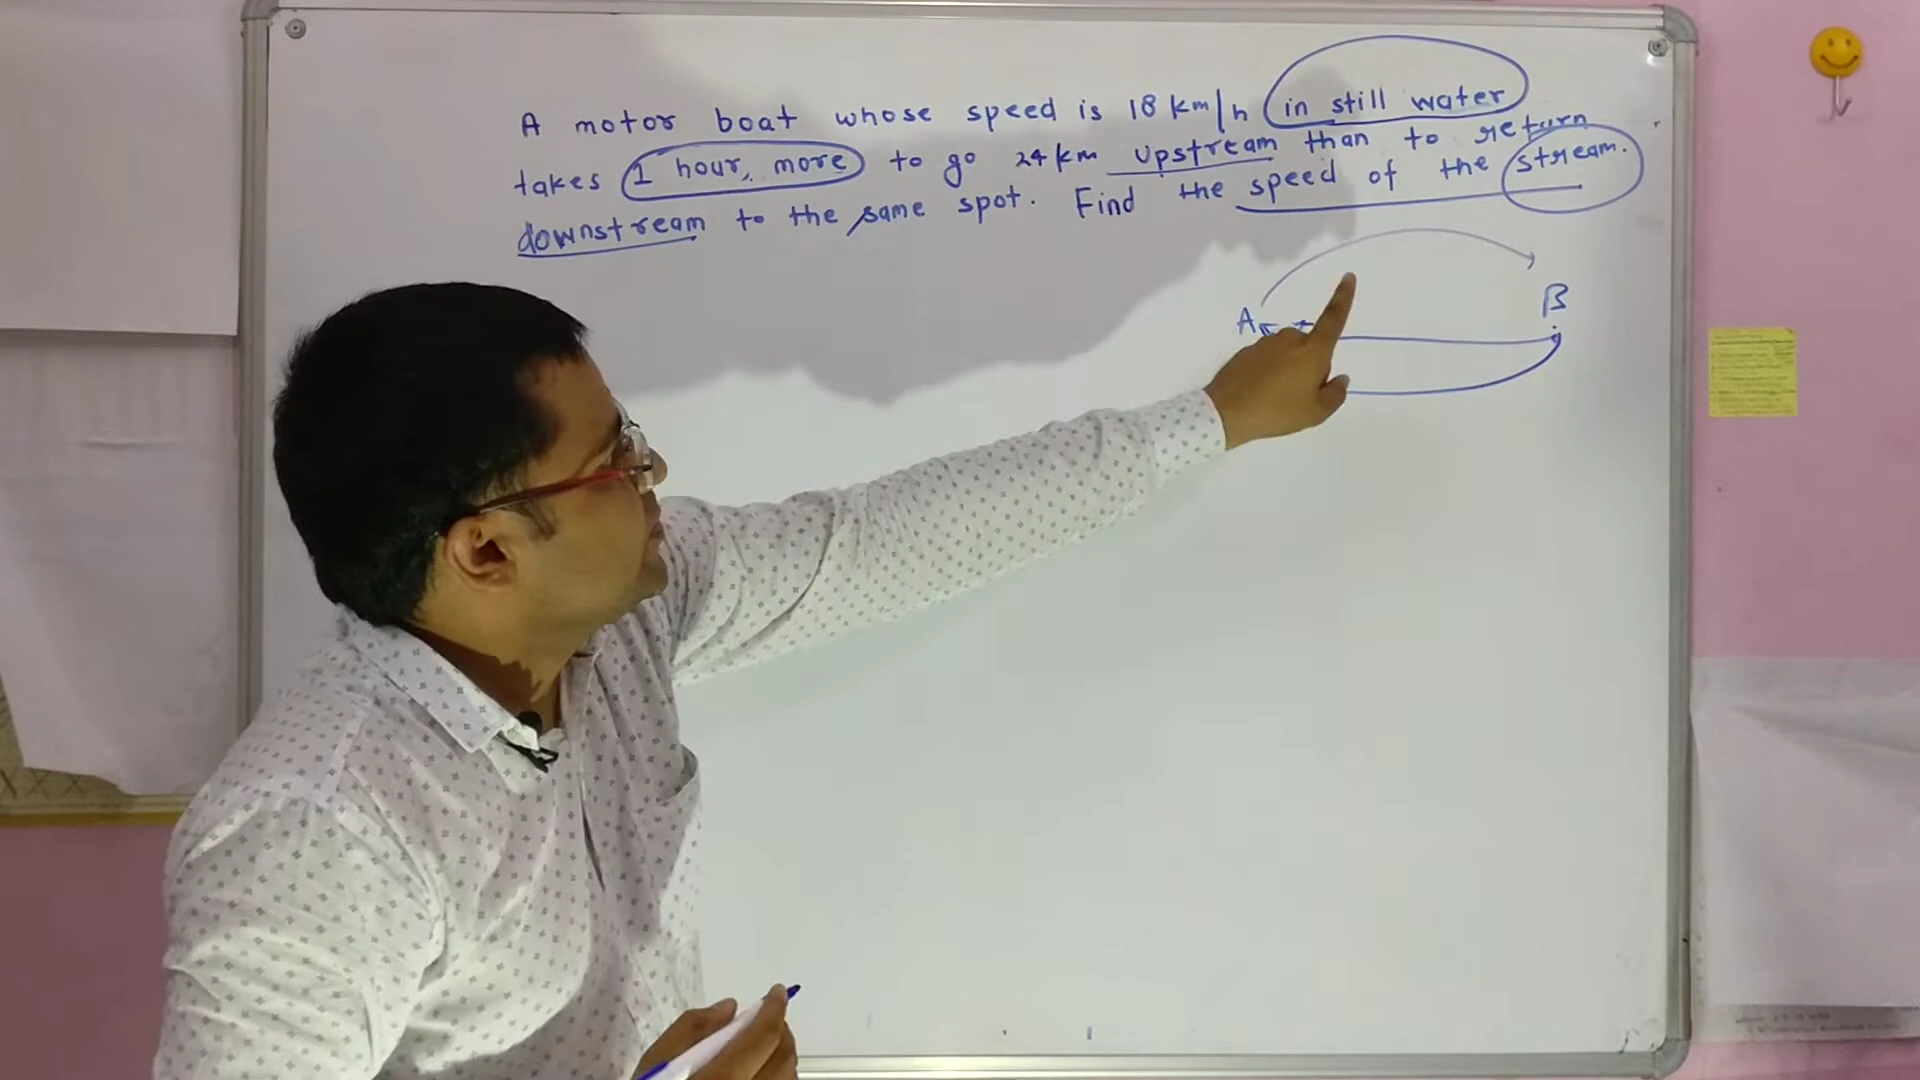 A motor boat whose speed is 18 km/h in still water
takes 1 hour, more to go 24 km upstream than to return
downstream to the same spot. Find the speed of the stream.
A B